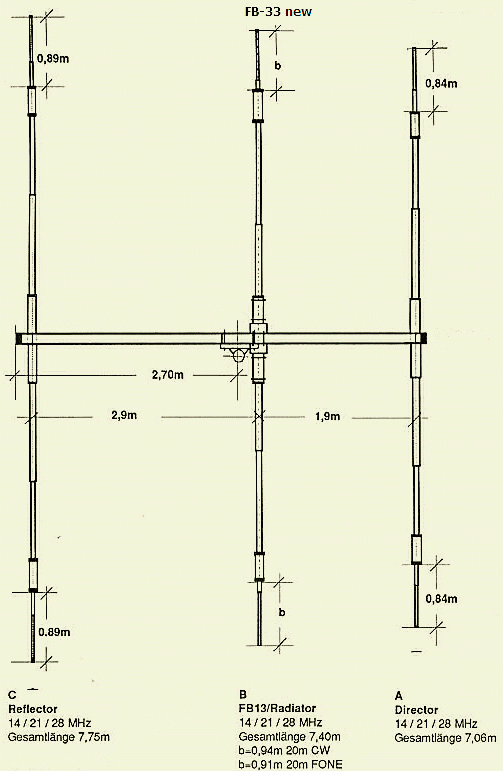 FB-33 new
0,89m
b
0,84m
2,70m
2,9m
1,9m
0.89m
b
0,84m
C
Reflector
14 / 21 / 28 MHz
Gesamtlänge 7,75m
B
FB13/Radiator
14 / 21 / 28 MHz
Gesamtlänge 7,40m
b=0,94m 20m CW
b=0,91m 20m FONE
A
Director
14 / 21 / 28 MHz
Gesamtlänge 7,06m